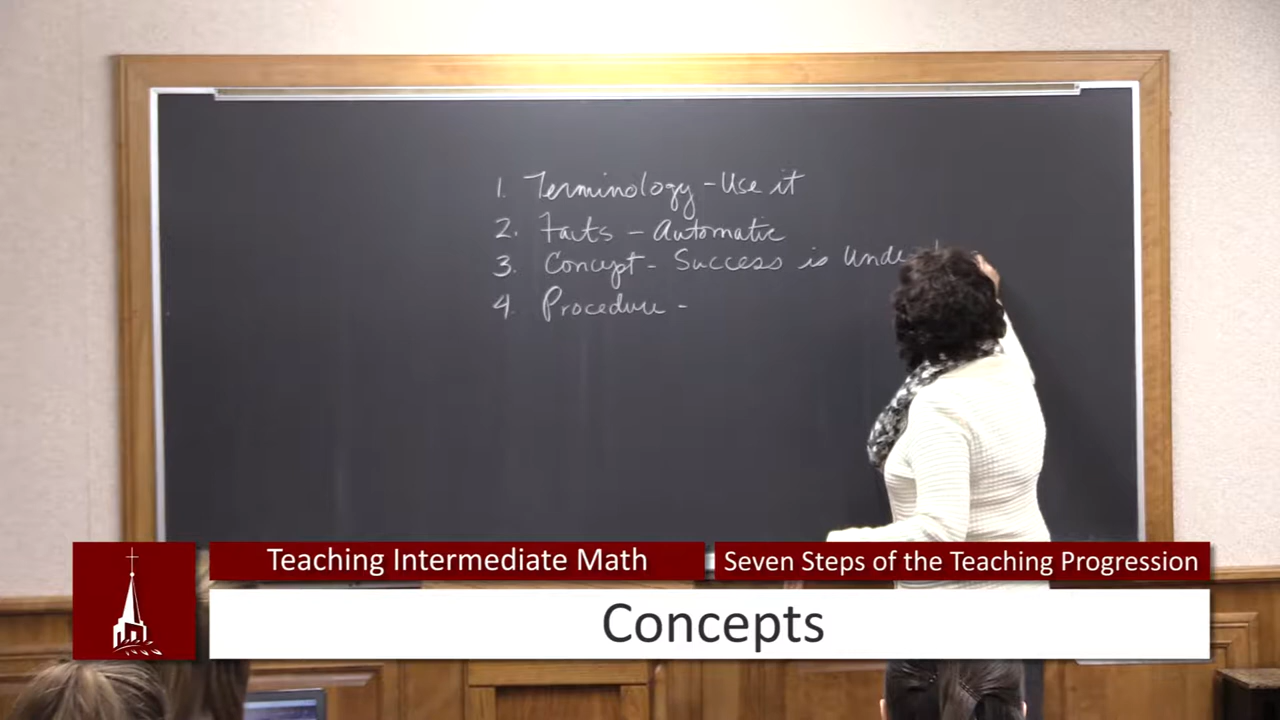 1. Terminology - Use it
2. Facts - Automatic
3. Concept - Success is
4. Procedure -
Teaching Intermediate Math
Seven Steps of the Teaching Progression
Concepts